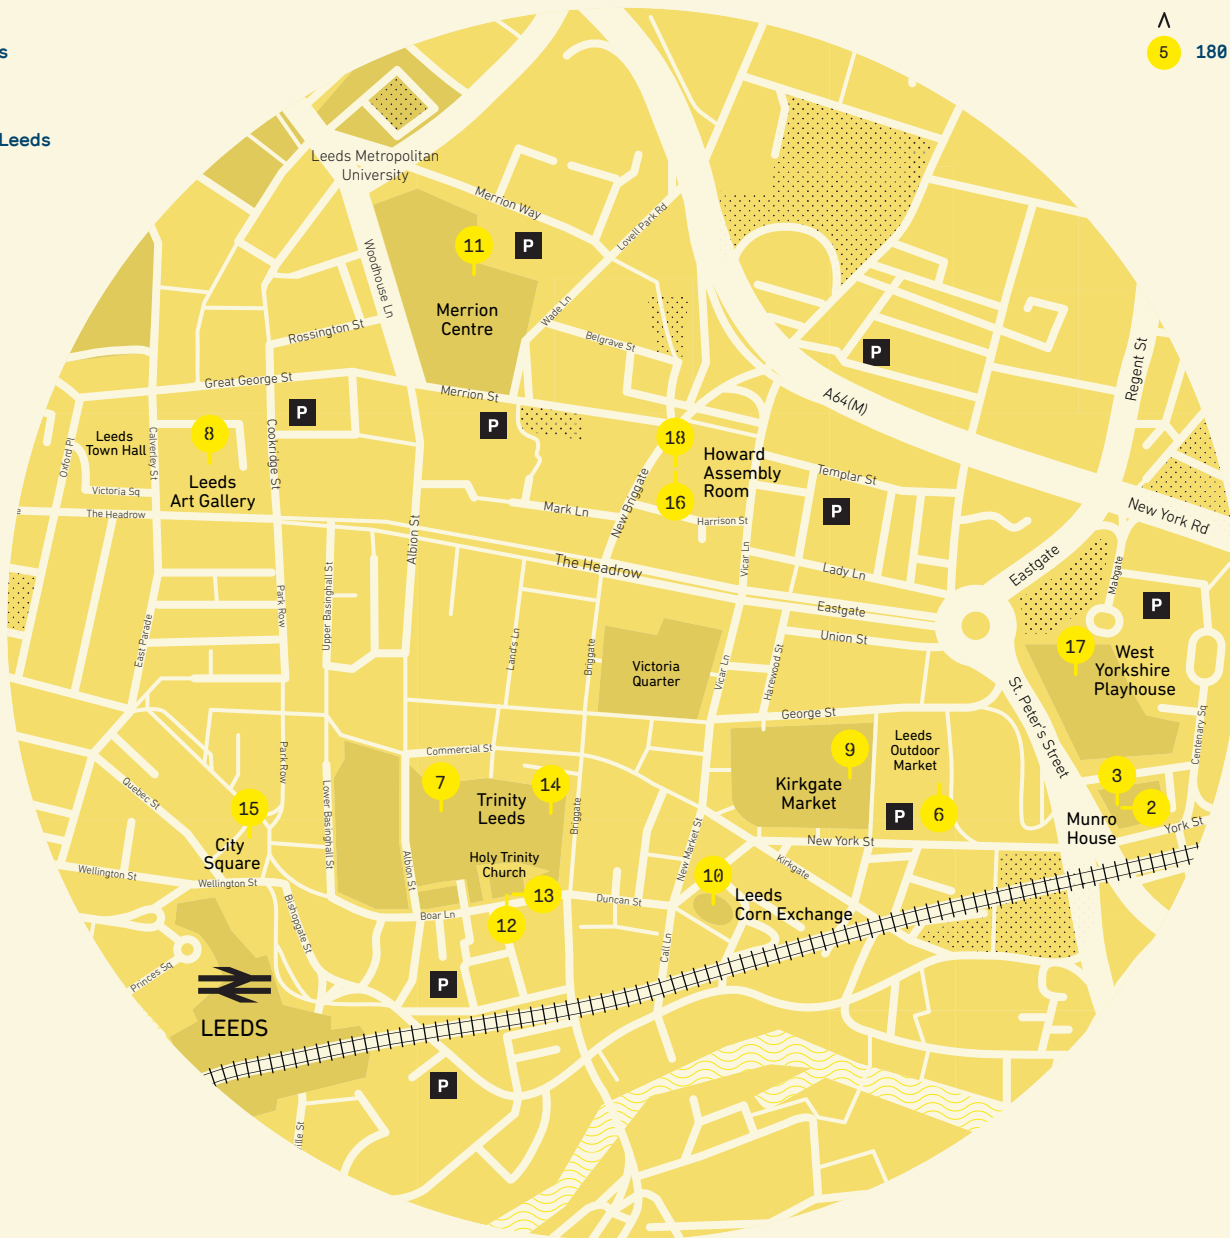 s
5 180
Leeds
Leeds Metropolitan
University
Merrion Way
Lovell Park Rd
11
P
Woodhouse Ln
Merrion
Centre
Wade Ln
Rossington St
Belgrave St
P
Regent St
Great George St
Merrion St
A64(M)
P
P
8
18
Howard
Assembly
Room
16
Leeds
Town Hall
Oxford Pl
Calverley St
Cookridge St
Leeds
Art Gallery
Victoria Sq
The Headrow
New Briggate
Templar St
P
Mark Ln
Harrison St
New York Rd
Albion St
The Headrow
Vicar Ln
Lady Ln
Eastgate
Mabgate
Upper Basinghall St
Park Row
Eastgate
P
Union St
East Parade
Land's Ln
Briggate
Victoria
Quarter
Vicar Ln
Harewood St
17
West
Yorkshire
Playhouse
St. Peter's Street
George St
Centenary Sq
Park Row
Commercial St
9
Leeds
Outdoor
Market
Quebec St
7
14
3
2
Lower Basinghall St
Trinity
Leeds
Briggate
Kirkgate
Market
15
P
6
Munro
House
York St
City
Square
New Market St
New York St
Holy Trinity
Church
Albion St
Kirkgate
Wellington St
Wellington St
10
13
Duncan St
Leeds
Corn Exchange
Boar Ln
12
Bishopgate St
Call Ln
Princes Sq
P
LEEDS
P
ille St